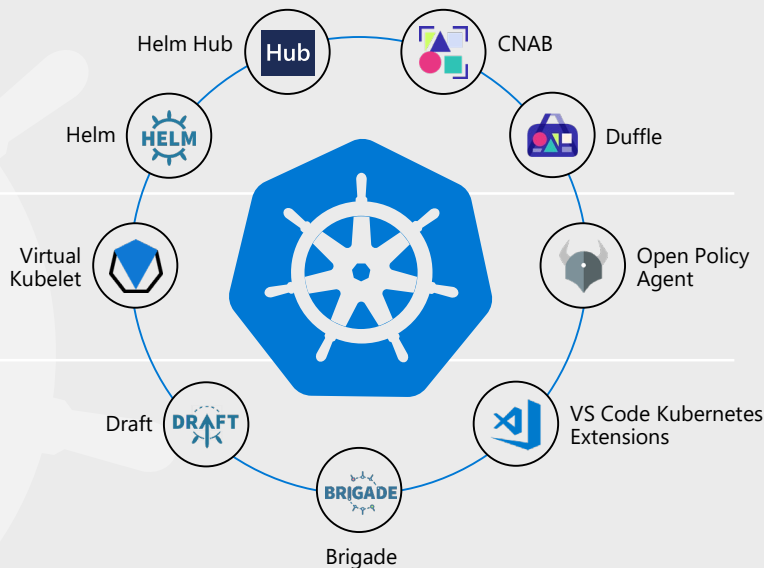 Helm Hub
Hub
CNAB
Helm
HELM
Duffle
Virtual
Kubelet
Open Policy
Agent
Draft
DRAFT
VS Code Kubernetes
Extensions
BRIGADE
Brigade